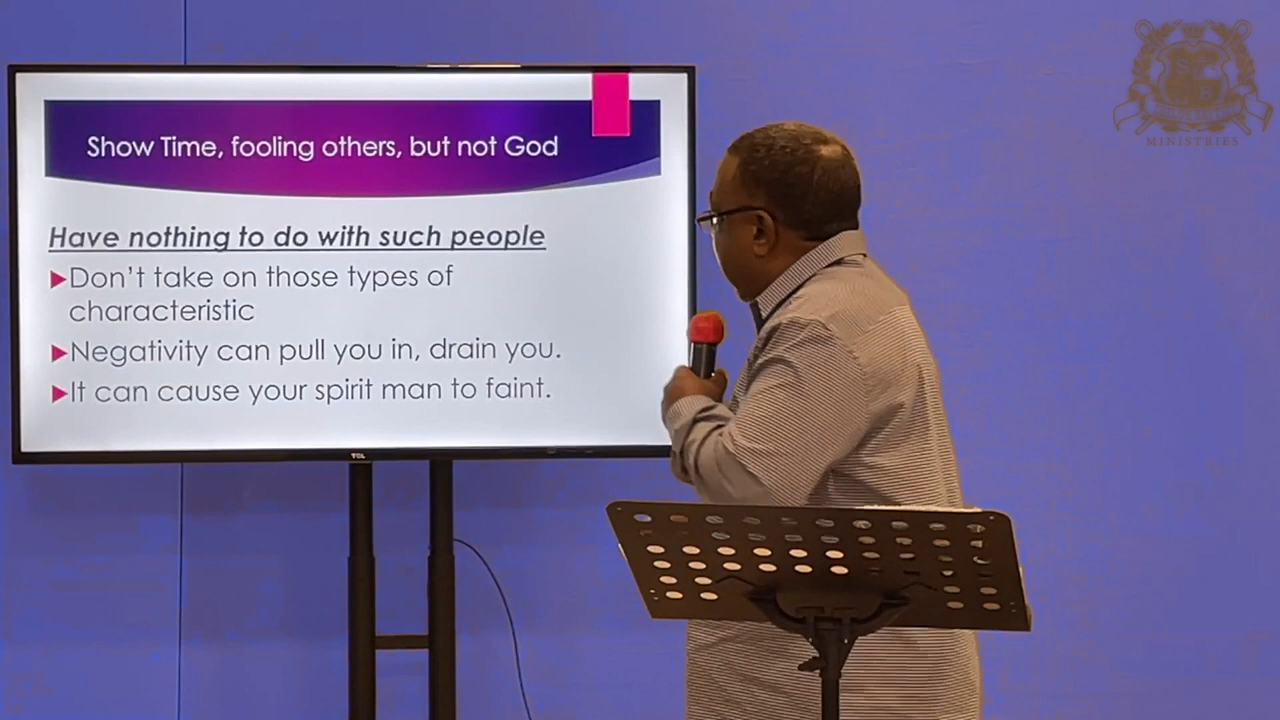 Show Time, fooling others, but not God
Have nothing to do with such people
Don't take on those types of
characteristic
Negativity can pull you in, drain you.
It can cause your spirit man to faint.
TCL
MINISTRIES